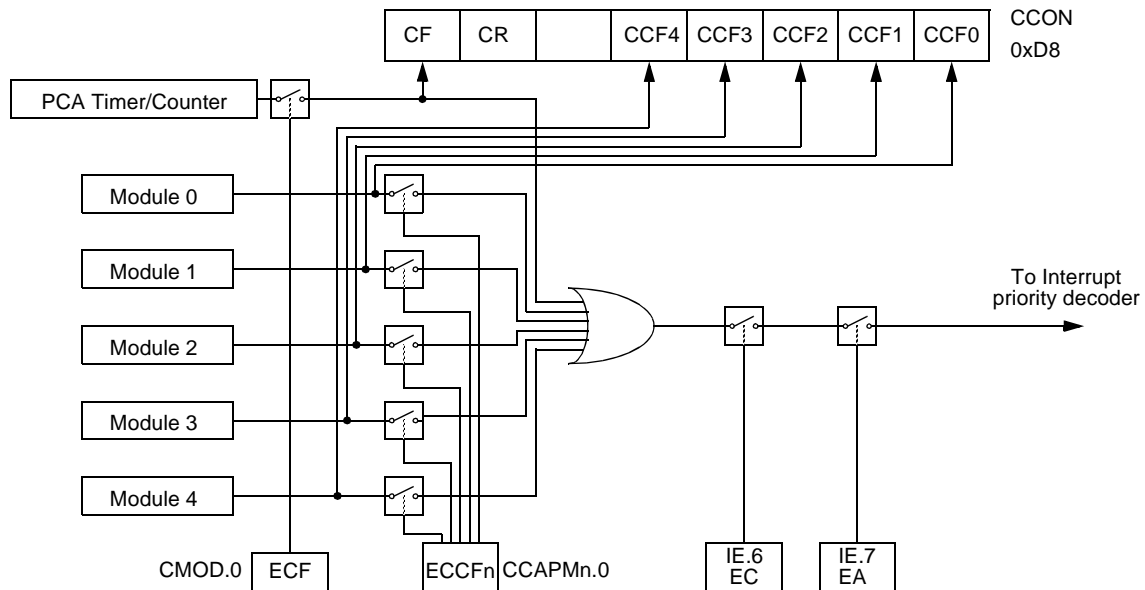 CF CR CCF4 CCF3 CCF2 CCF1 CCF0
CCON
0xD8
PCA Timer/Counter
Module 0
Module 1
Module 2
Module 3
Module 4
To Interrupt
priority decoder
CMOD.0 ECF
ECCFn CCAPMn.0
IE.6
EC
IE.7
EA